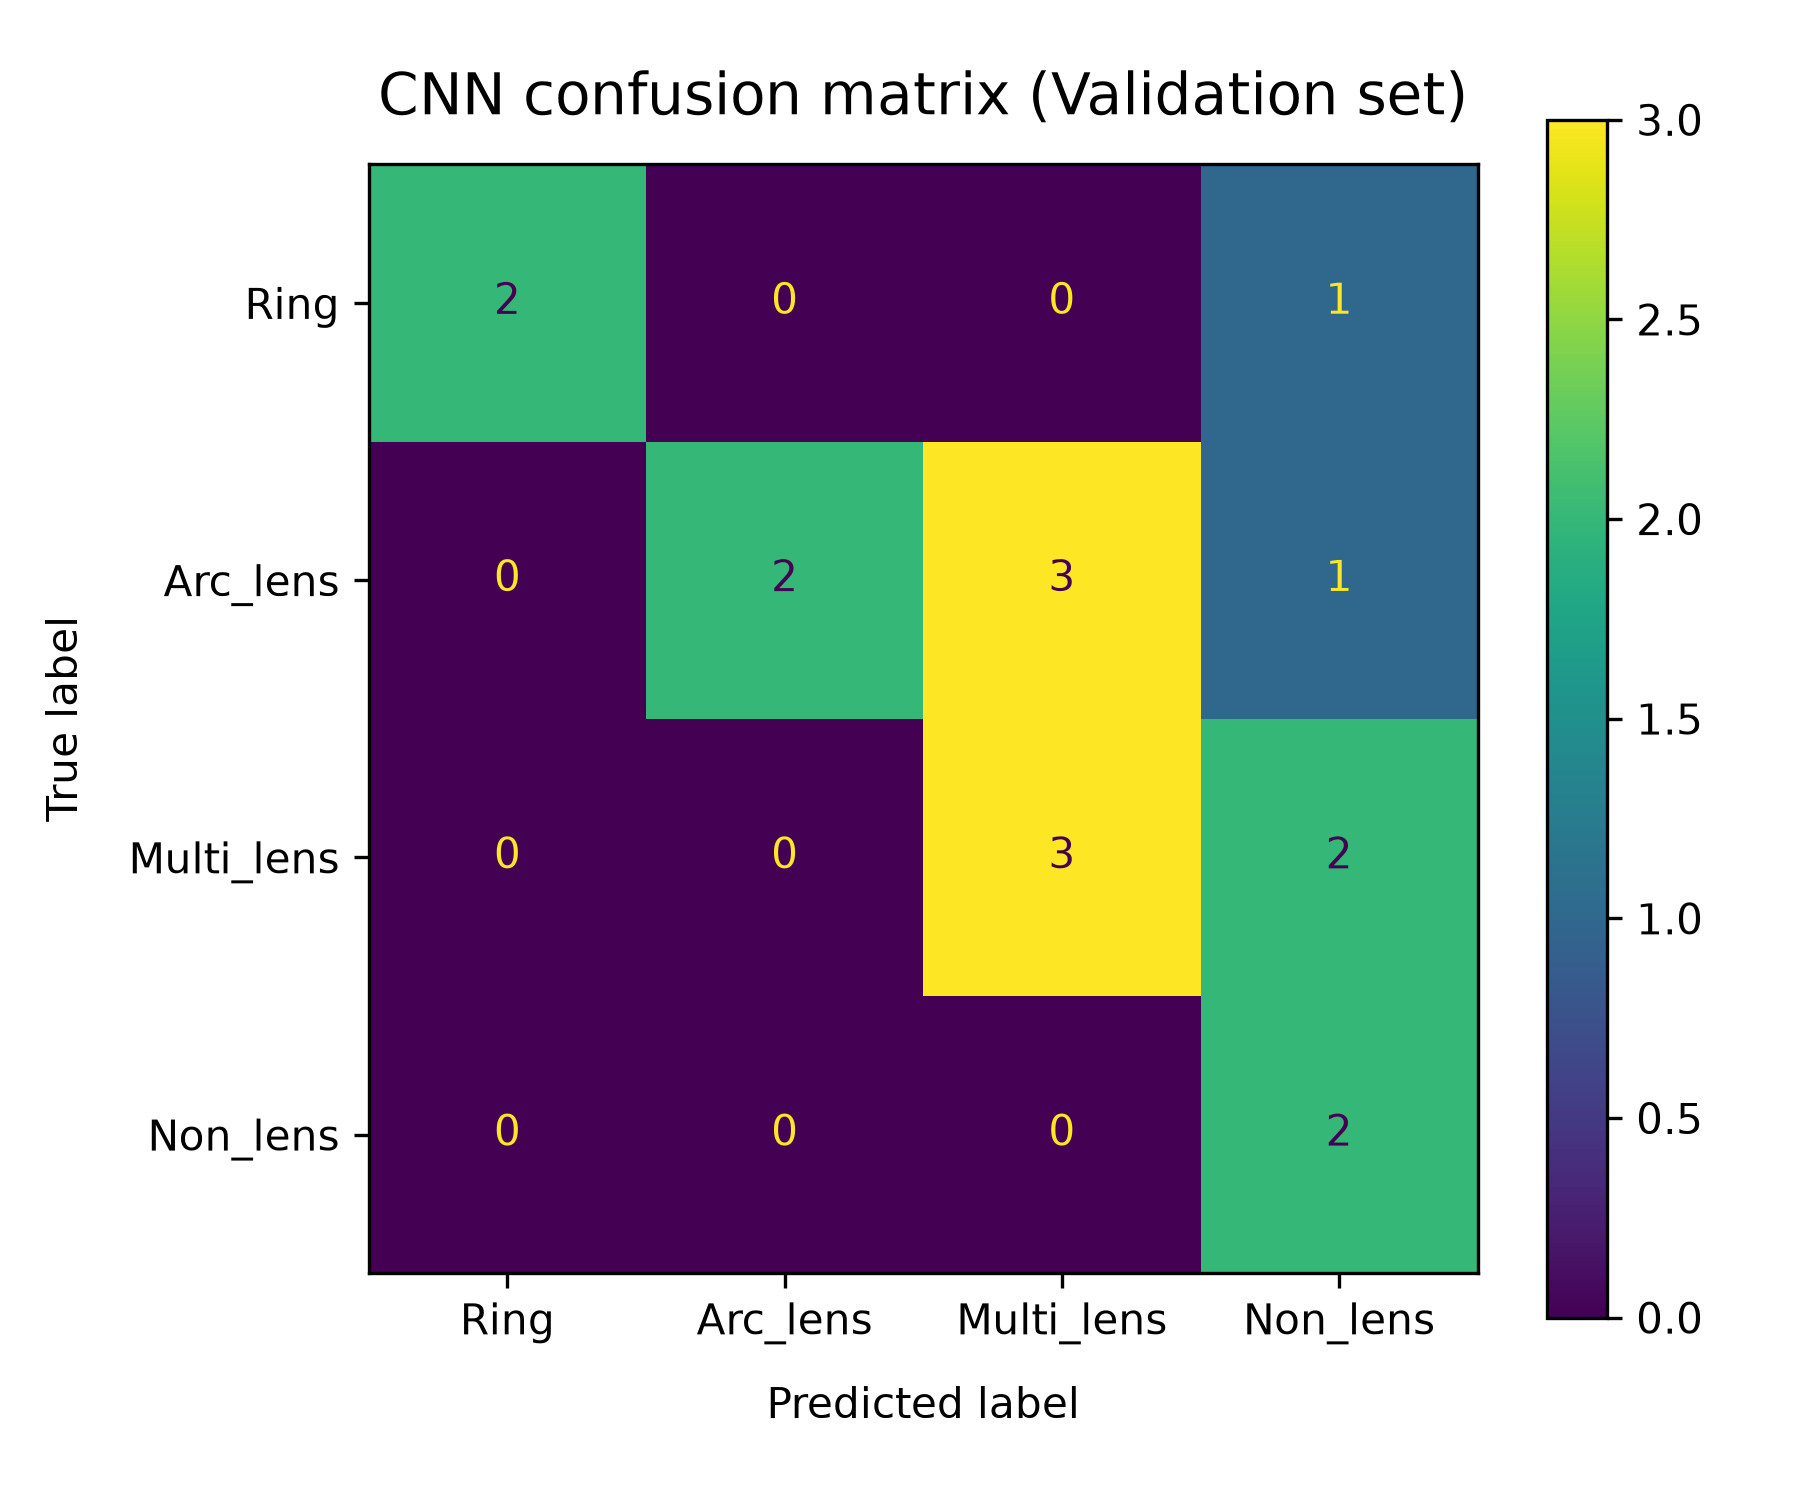 CNN confusion matrix (Validation set)
True label
Ring 2 0 0 1
Arc_lens 0 2 3 1
Multi_lens 0 0 3 2
Non_lens 0 0 0 2
Ring Arc_lens Multi_lens Non_lens
Predicted label
3.0
2.5
2.0
1.5
1.0
0.5
0.0